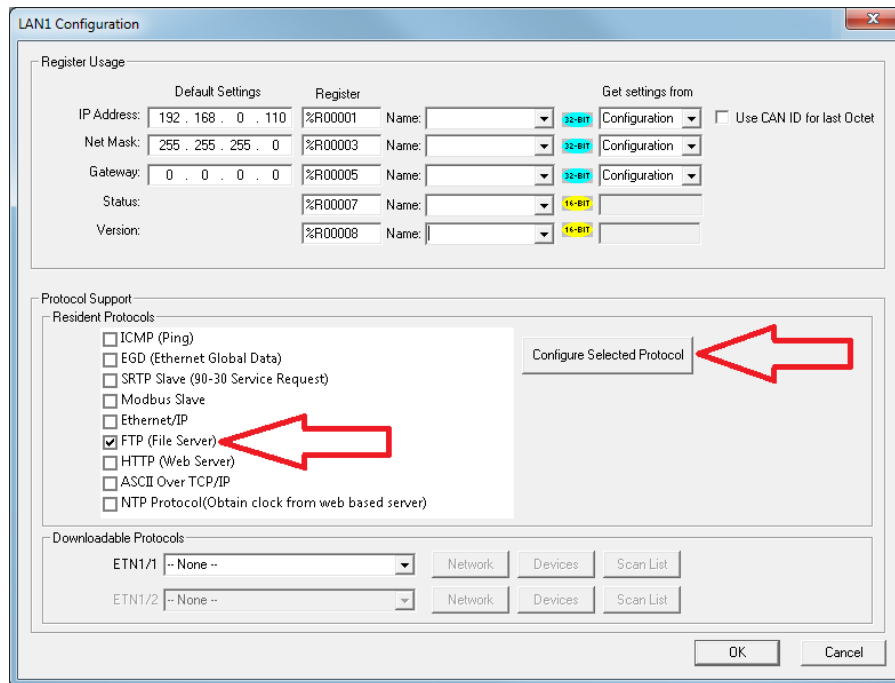 LAN1 Configuration
Register Usage
Default Settings Register Get settings from
IP Address: 192 . 168 . 0 . 110 %R00001 Name: 32-BIT Configuration Use CAN ID for last Octet
Net Mask: 255 . 255 . 255 . 0 %R00003 Name: 32-BIT Configuration
Gateway: 0 . 0 . 0 . 0 %R00005 Name: 32-BIT Configuration
Status: %R00007 Name: 16-BIT
Version: %R00008 Name: 16-BIT
Protocol Support
Resident Protocols
ICMP (Ping)
EGD (Ethernet Global Data)
Configure Selected Protocol
SRTP Slave (90-30 Service Request)
Modbus Slave
Ethernet/IP
FTP (File Server)
HTTP (Web Server)
ASCII Over TCP/IP
NTP Protocol(Obtain clock from web based server)
Downloadable Protocols
ETN1/1 -- None -- Network Devices Scan List
ETN1/2 -- None -- Network Devices Scan List
OK Cancel